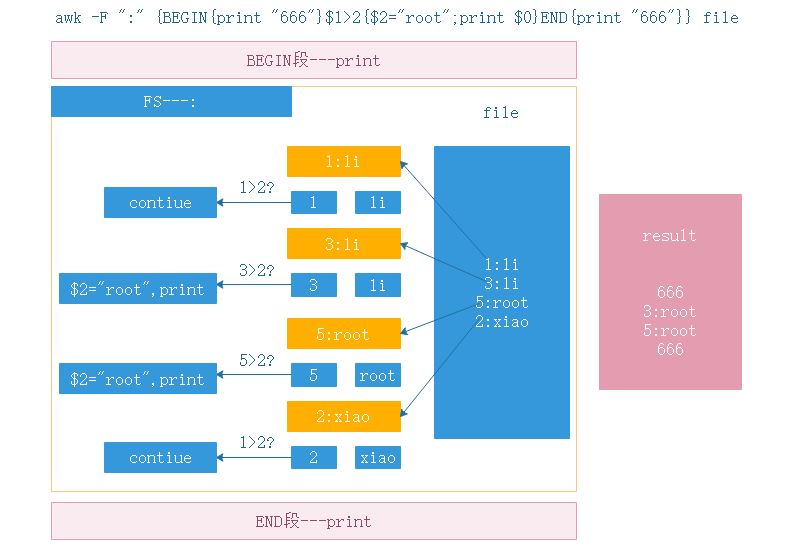 awk -F ":" {BEGIN{print "666"}$1>2{$2="root";print $0}END{print "666"}} file
BEGIN段---print
FS---:
file
1:li
1>2?
contiue
1
li
3:li
3>2?
$2="root",print
3
li
5:root
5>2?
$2="root",print
5
root
2:xiao
1>2?
contiue
2
xiao
1:li
3:li
5:root
2:xiao
result
666
3:root
5:root
666
END段---print